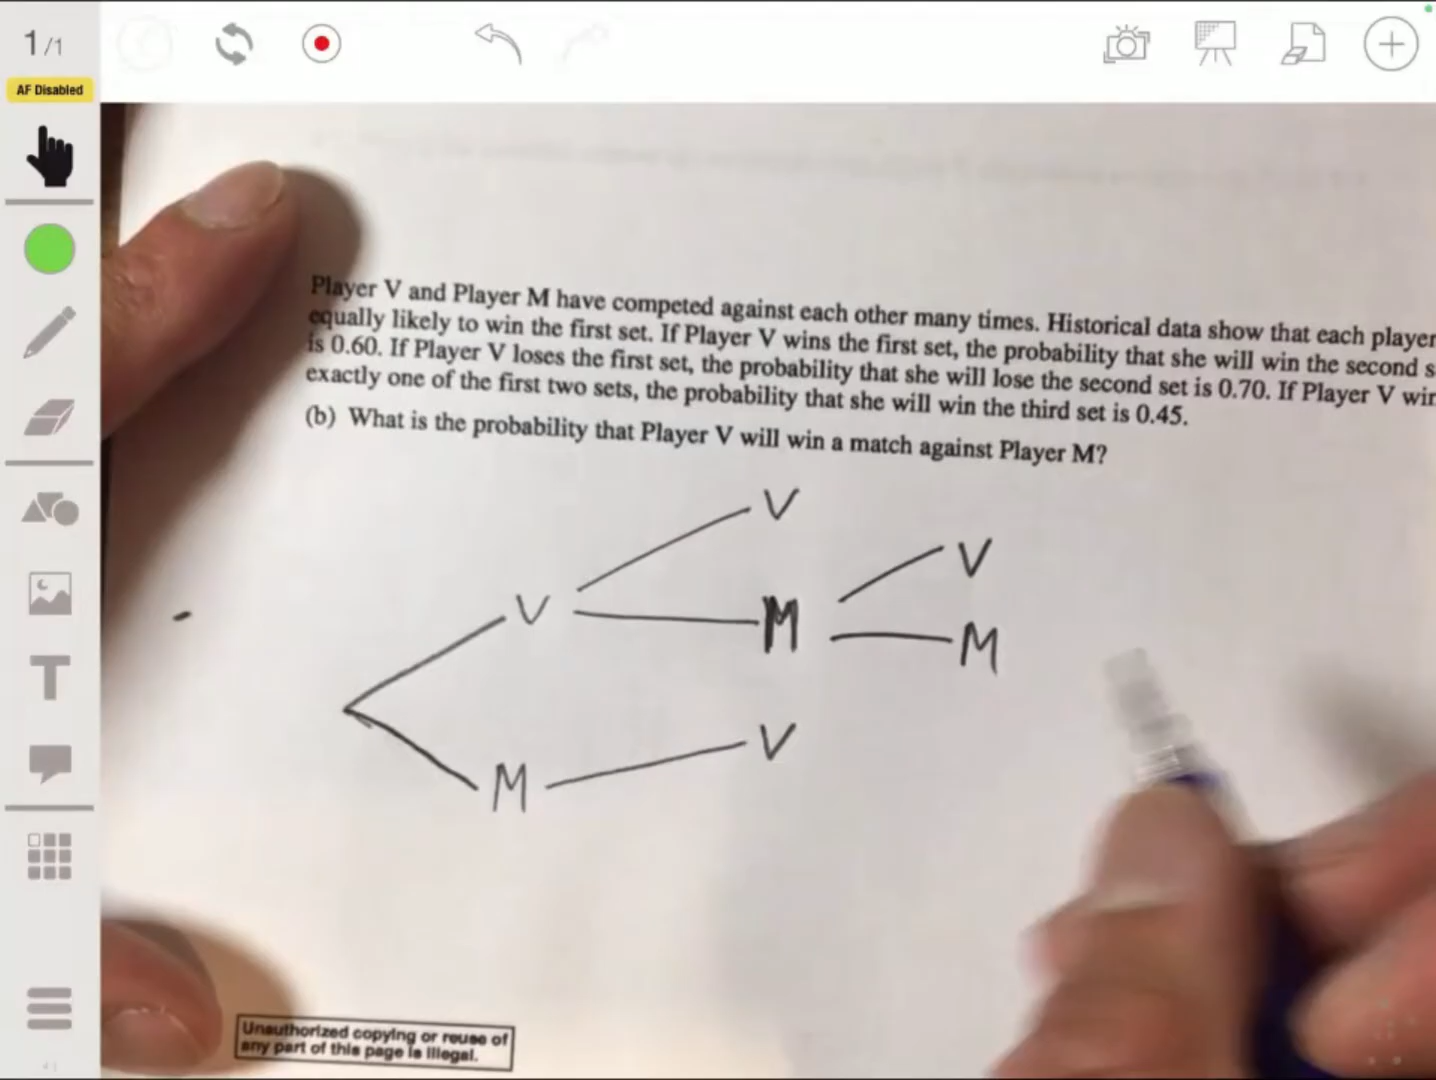 1/1
AF Disabled
Player V and Player M have competed against each other many times. Historical data show that each player
equally likely to win the first set. If Player V wins the first set, the probability that she will win the second s
is 0.60. If Player V loses the first set, the probability that she will lose the second set is 0.70. If Player V wi
exactly one of the first two sets, the probability that she will win the third set is 0.45.
(b) What is the probability that Player V will win a match against Player M?
V
V
V
M
M
V
M
T
Unauthorized copying or reuse of
any part of this page is illegal.